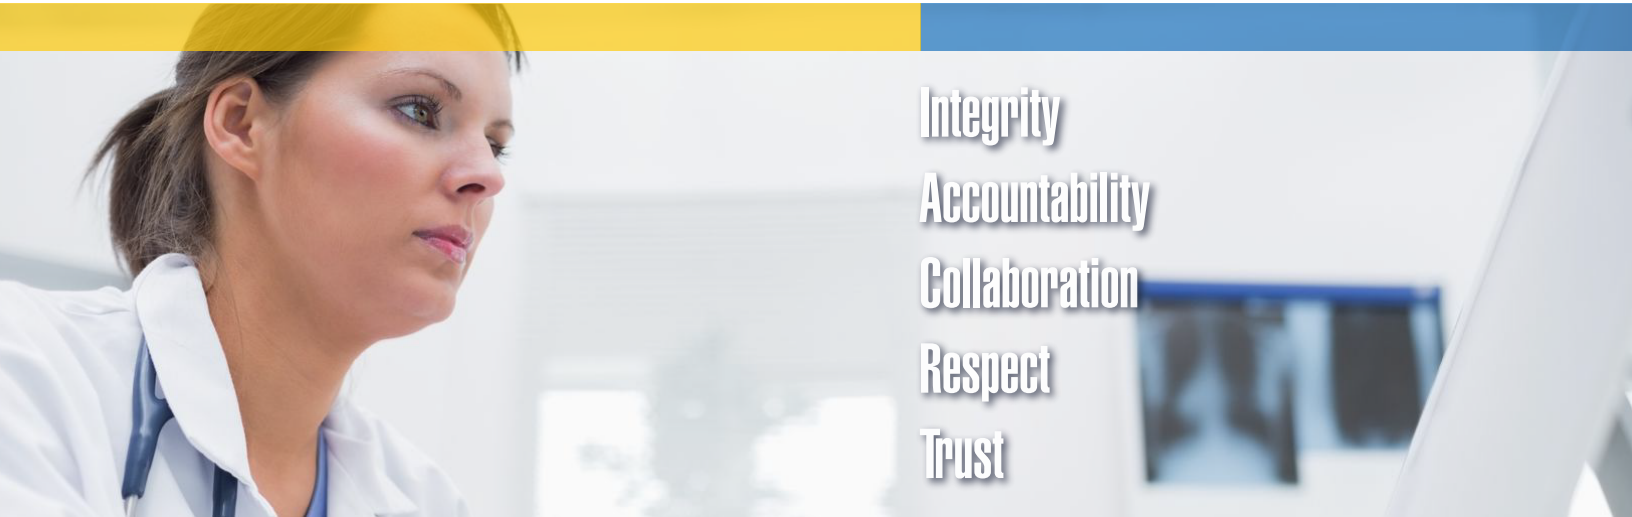 Integrity
Accountability
Collaboration
Respect
Trust